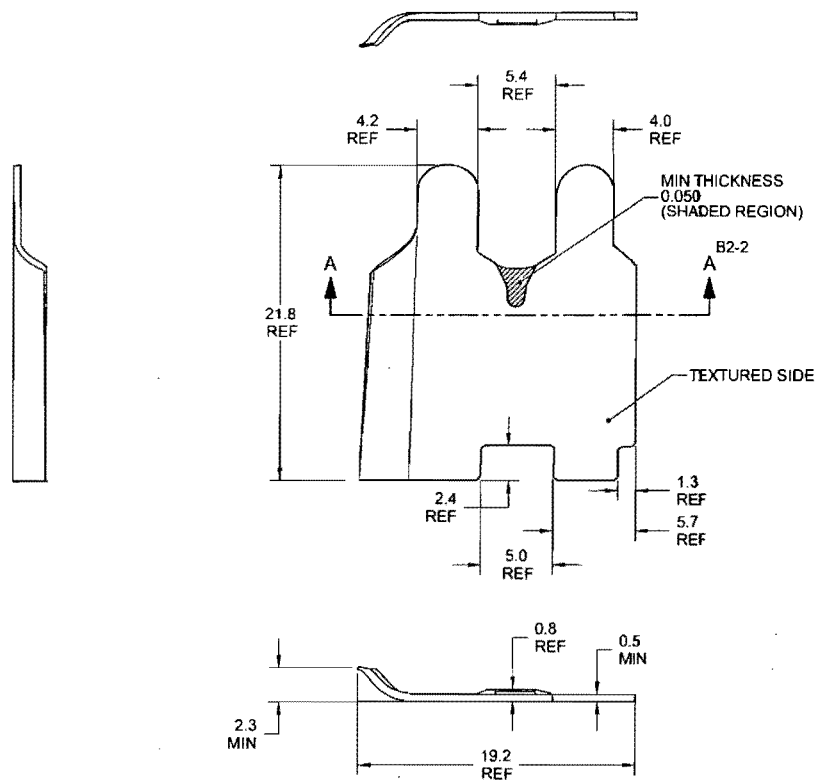 5.4
REF
4.2
REF
4.0
REF
MIN THICKNESS
0.050
(SHADED REGION)
A
A
B2-2
21.8
REF
TEXTURED SIDE
2.4
REF
1.3
REF
5.7
REF
5.0
REF
0.8
REF
0.5
MIN
2.3
MIN
19.2
REF